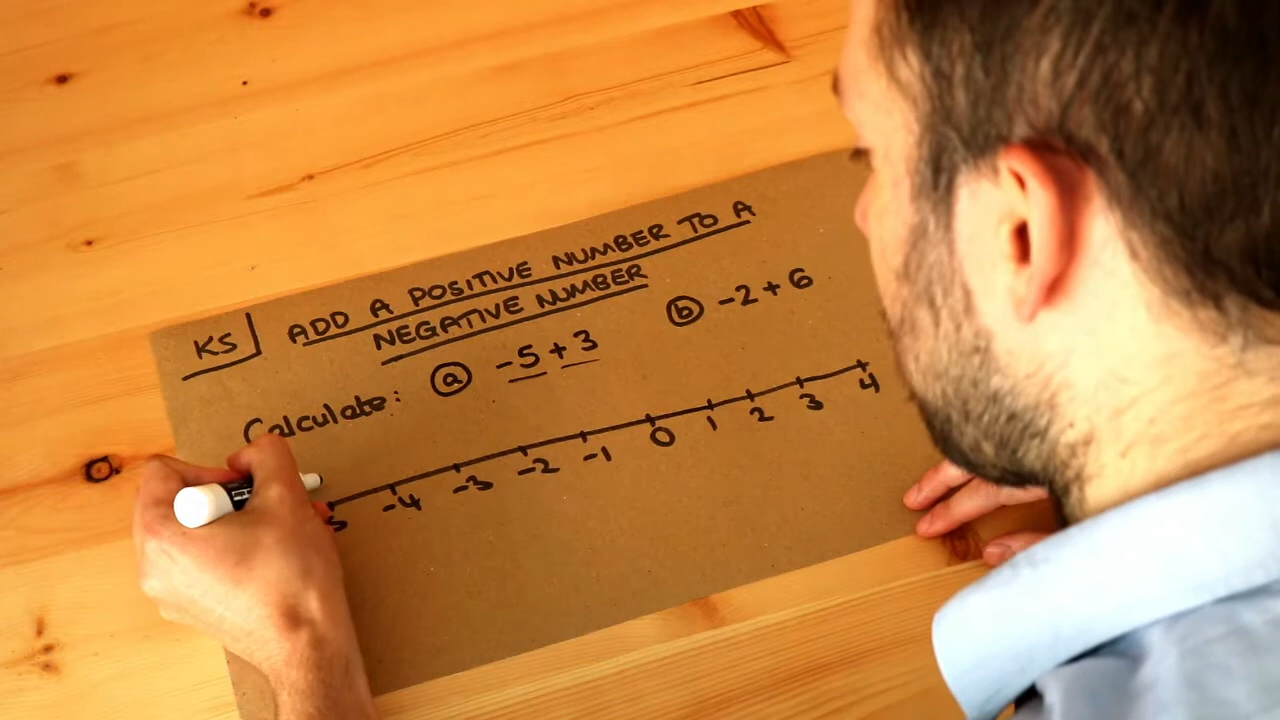 KS ADD A POSITIVE NUMBER TO A
NEGATIVE NUMBER
Calculate: ⓐ -5 + 3 ⓑ -2 + 6
5 -4 -3 -2 -1 0 1 2 3 4